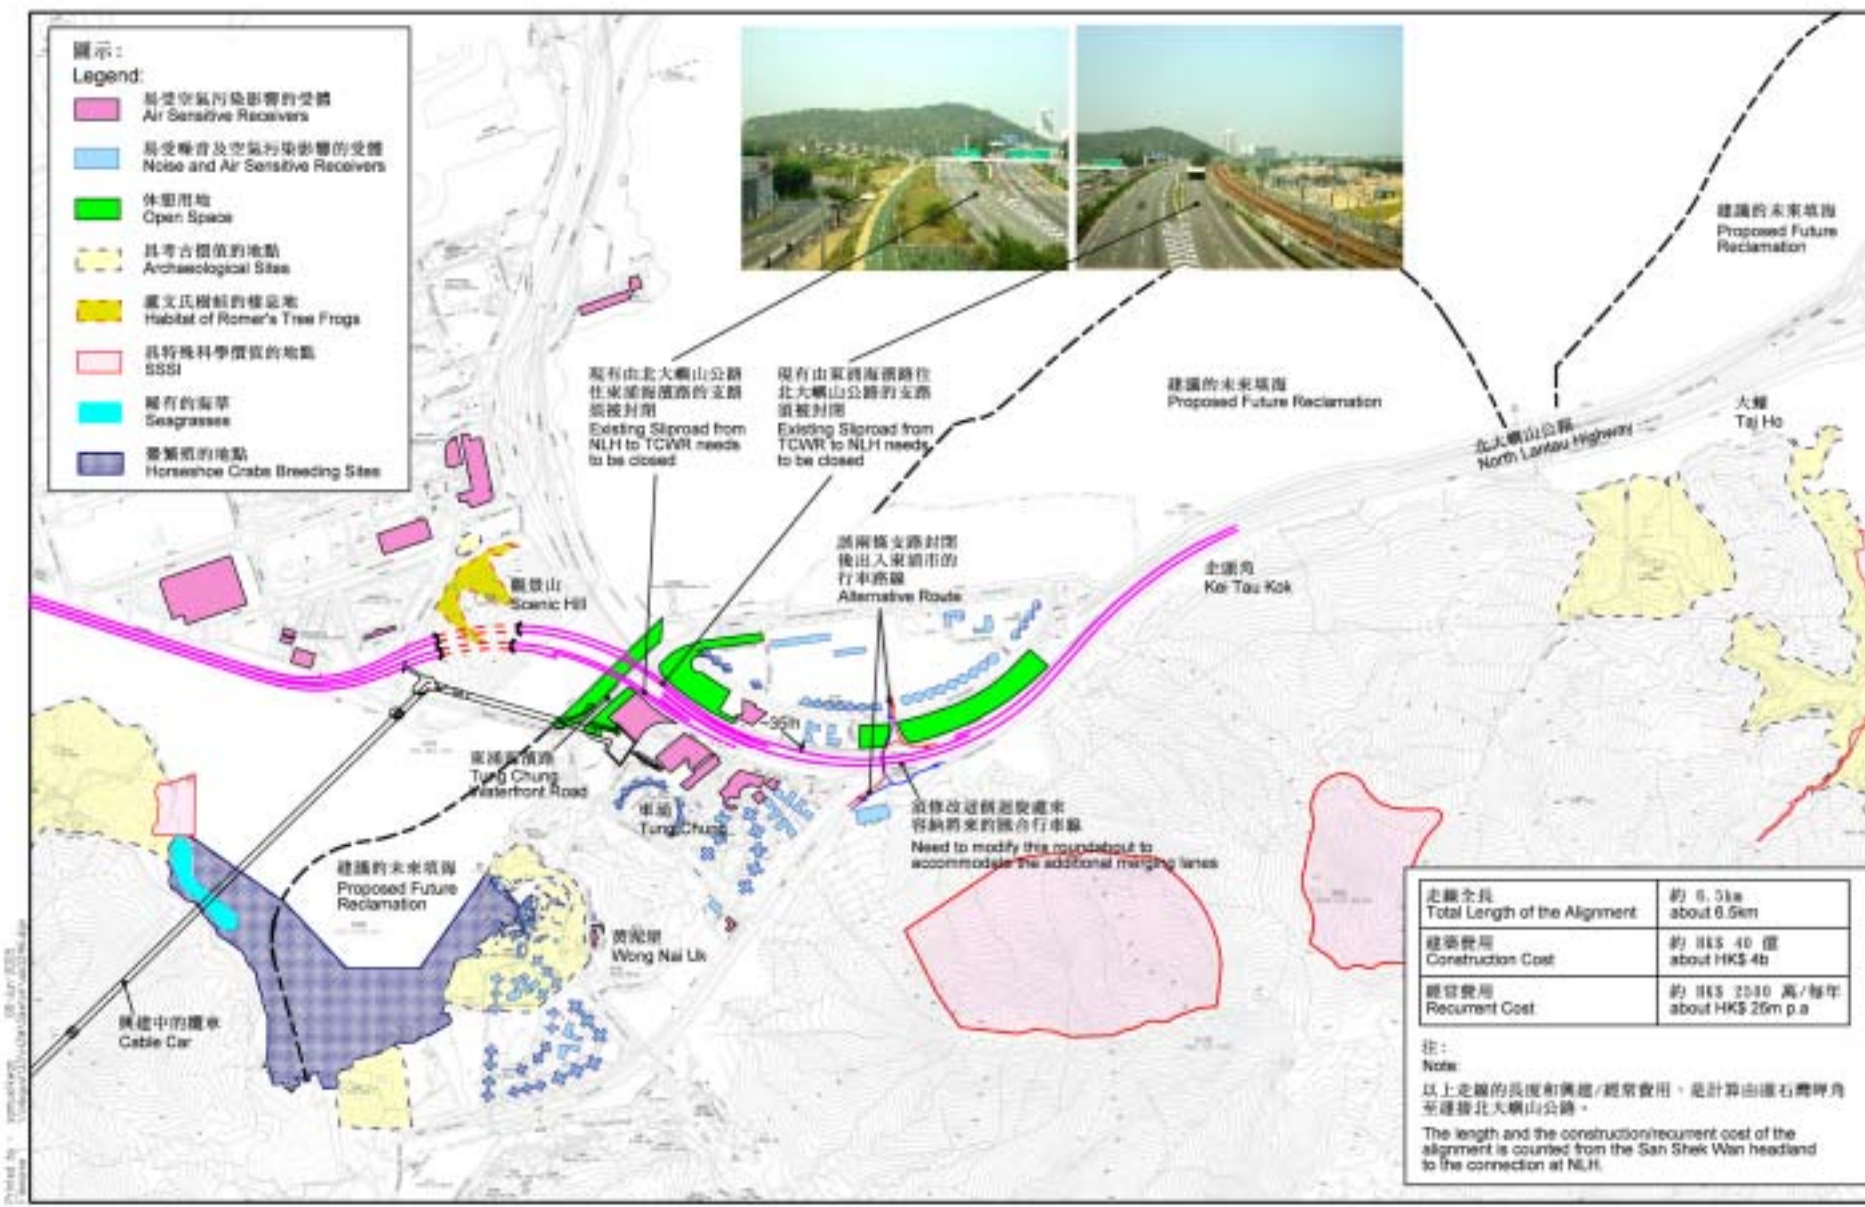 圖示:
Legend:
易受空氣污染影響的受體
Air Sensitive Receivers
易受噪音及空氣污染影響的受體
Noise and Air Sensitive Receivers
休憩用地
Open Space
具考古價值的地點
Archaeological Sites
盧文氏樹蛙的棲息地
Habitat of Romer's Tree Frogs
具特殊科學價值的地點
SSSI
稀有的海草
Seagrasses
鱟繁殖的地點
Horseshoe Crabs Breeding Sites
建議的未來填海
Proposed Future
Reclamation
現有由北大嶼山公路
往東涌海濱路的支路
須被封閉
Existing Sliproad from
NLH to TCWR needs
to be closed
現有由東涌海濱路往
北大嶼山公路的支路
須被封閉
Existing Sliproad from
TCWR to NLH needs
to be closed
建議的未來填海
Proposed Future Reclamation
北大嶼山公路
North Lantau Highway
大蠔
Tai Ho
該兩條支路封閉
後出入東涌市的
行車路線
Alternative Route
Kei Tau Kok
觀景山
Scenic Hill
東涌海濱路
Tung Chung
Waterfront Road
東涌
Tung Chung
須修改這個迴旋處來
容納將來的匯合行車線
Need to modify this roundabout to
accommodate the additional merging lanes
建議的未來填海
Proposed Future
Reclamation
黃泥屋
Wong Nai Uk
興建中的纜車
Cable Car
走線全長
Total Length of the Alignment
約 6.5km
about 6.5km
建築費用
Construction Cost
約 HK$ 40 億
about HK$ 4b
經常費用
Recurrent Cost
約 HK$ 2500 萬/每年
about HK$ 25m p.a
注:
Note:
以上走線的長度和興建/經常費用,是計算由𥔵石灣岬角
至連接北大嶼山公路。
The length and the construction/recurrent cost of the
alignment is counted from the San Shek Wan headland
to the connection at NLH.